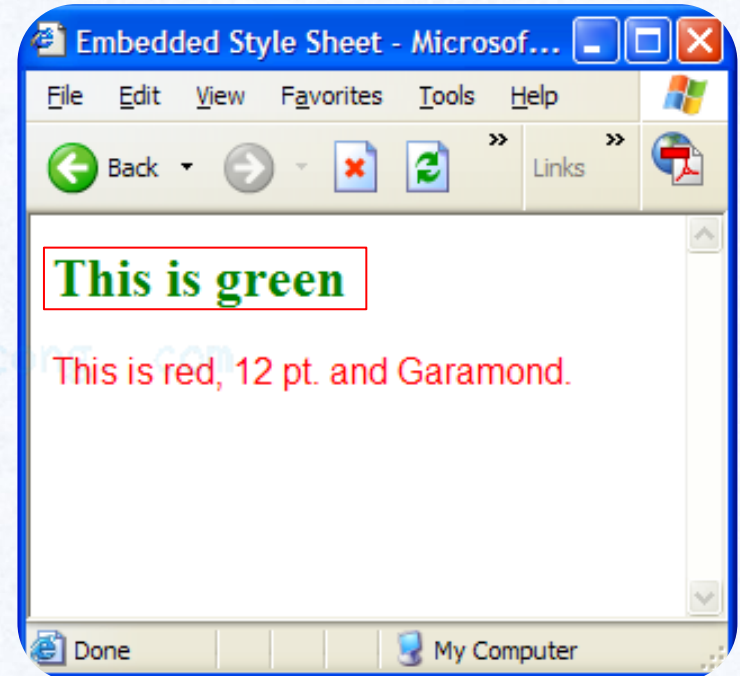 Embedded Style Sheet - Microsof...
File Edit View Favorites Tools Help
Back » Links »
This is green
This is red, 12 pt. and Garamond.
Done My Computer